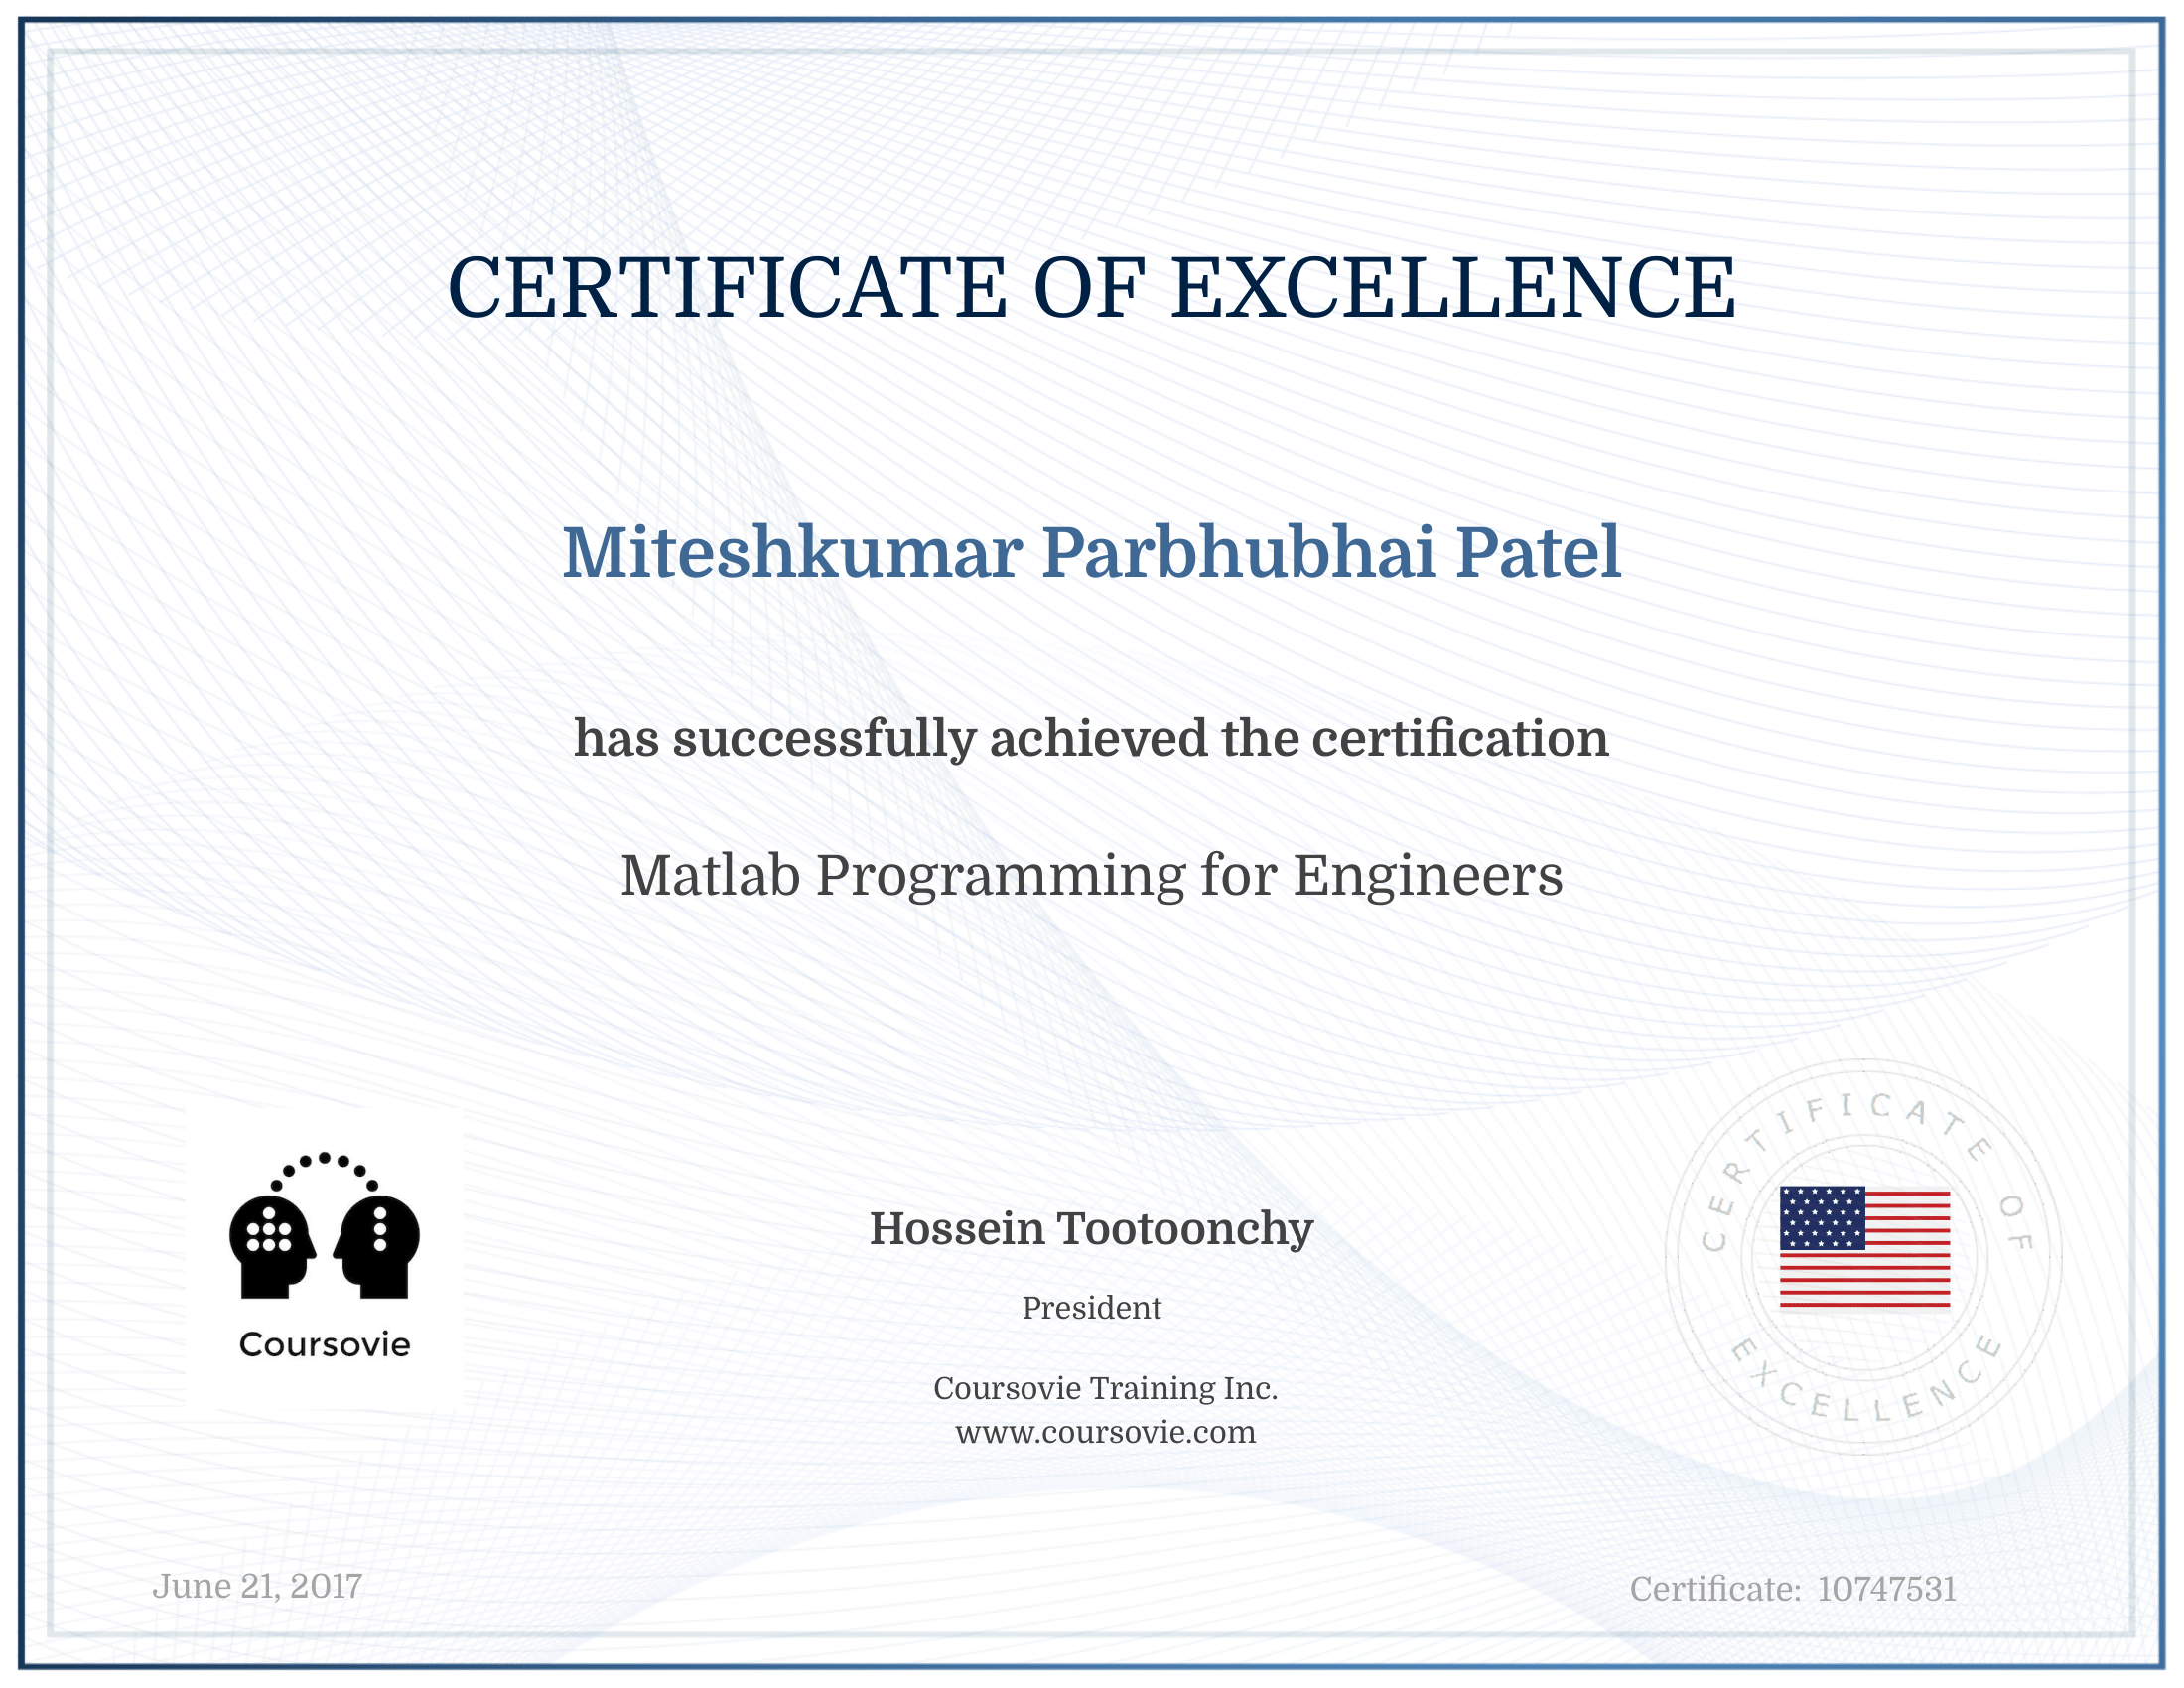 CERTIFICATE OF EXCELLENCE
Miteshkumar Parbhubhai Patel
has successfully achieved the certification
Matlab Programming for Engineers
Coursovie
Hossein Tootoonchy
President
Coursovie Training Inc.
www.coursovie.com
CERTIFICATE OF
EXCELLENCE
June 21, 2017
Certificate: 10747531